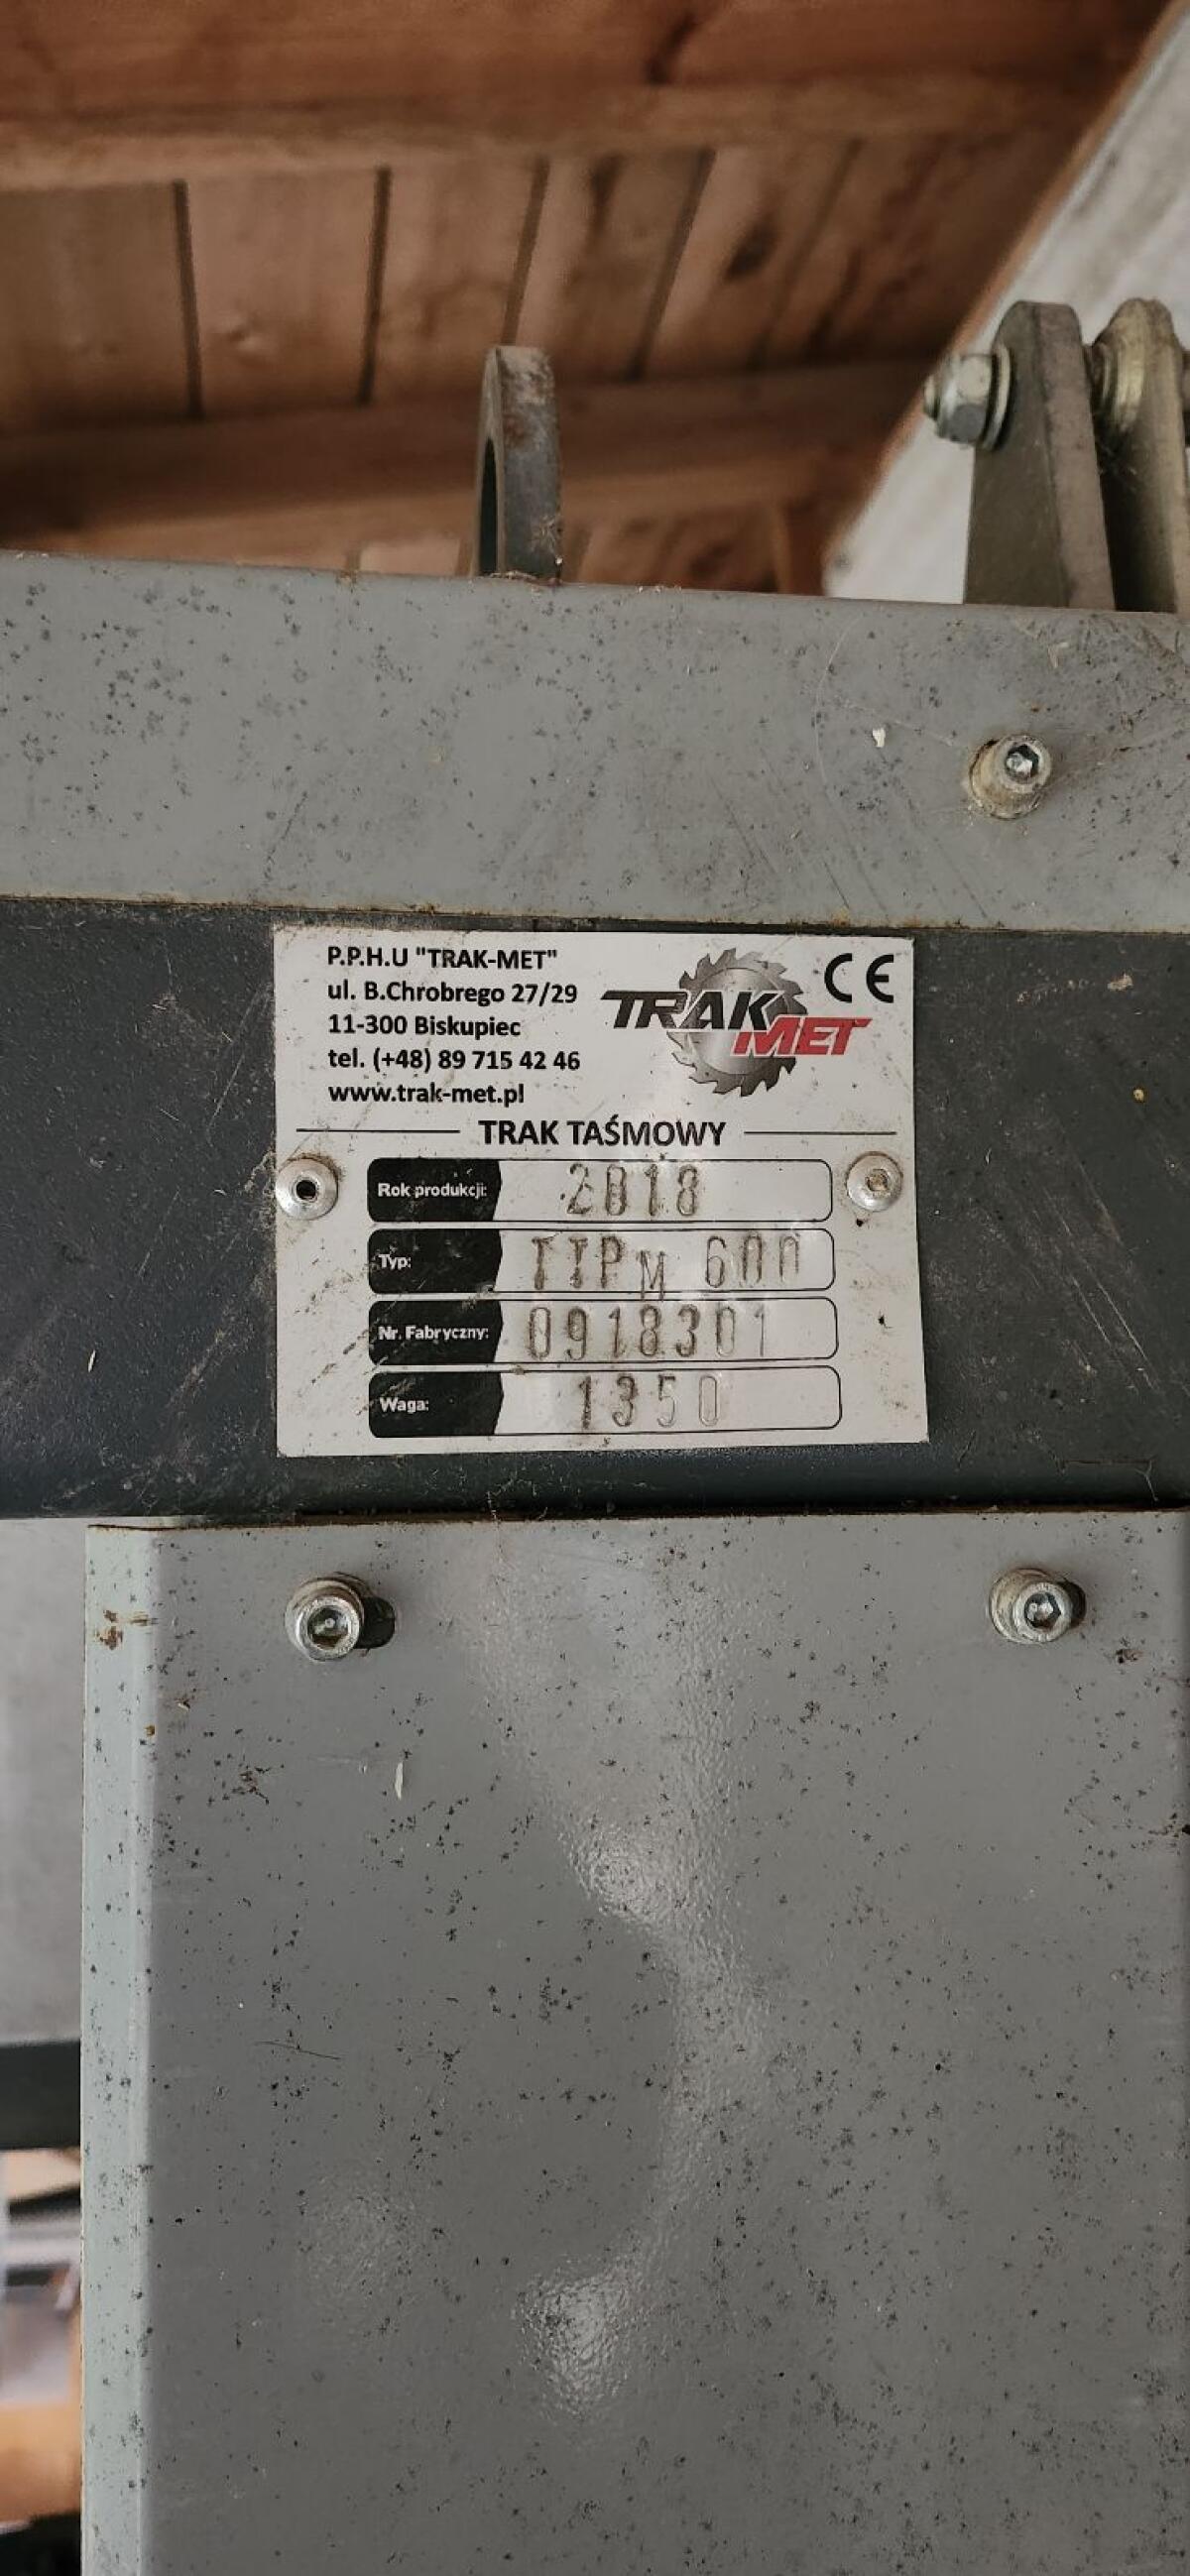 P.P.H.U "TRAK-MET"
ul. B.Chrobrego 27/29
11-300 Biskupiec
tel. (+48) 89 715 42 46
www.trak-met.pl
TRAK
MET
CE
TRAK TAŚMOWY
Rok produkcji: 2018
Typ: TTPM 600
Nr. Fabryczny: 0918301
Waga: 1350